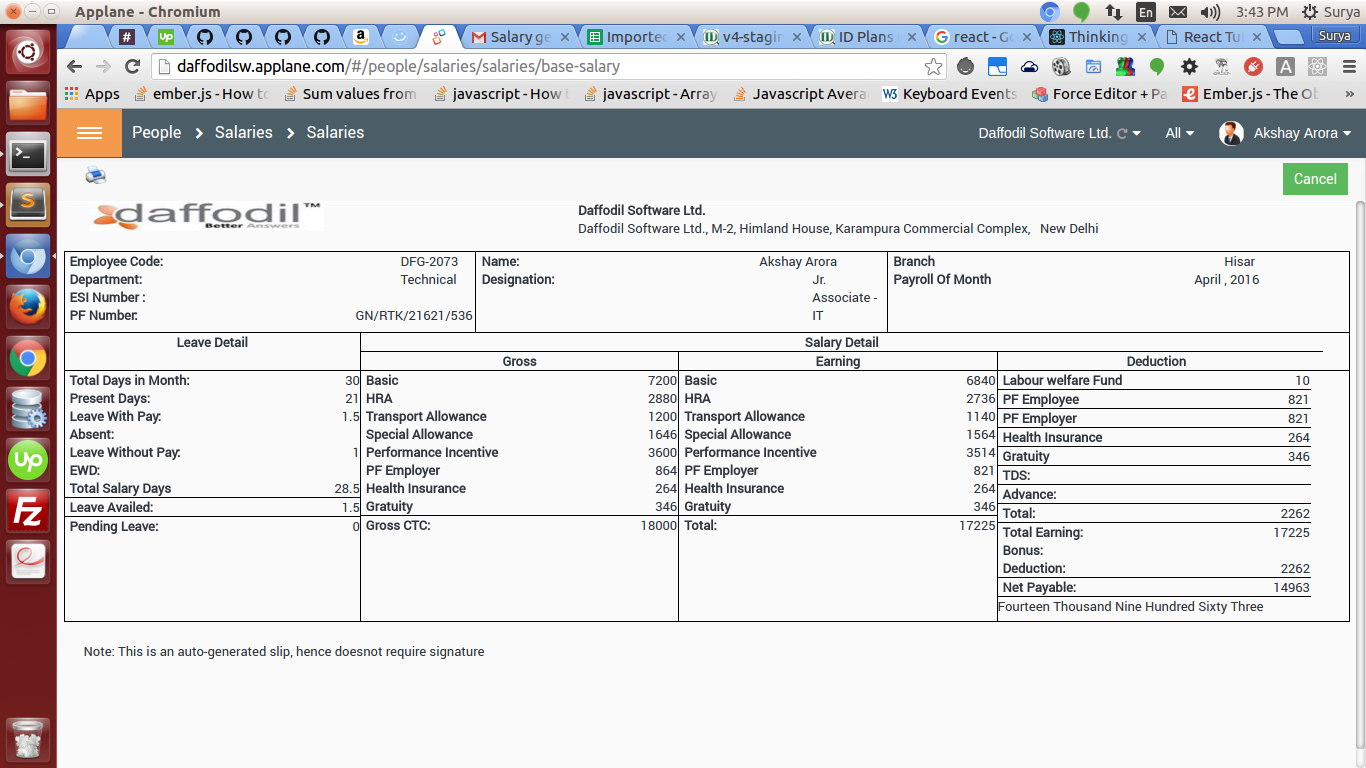 Applane - Chromium
En
3:43 PM
Surya
#
up
a
Salary ge
Importec
v4-stagin
ID Plans
react - Go
Thinking
React Tu
Surya
daffodilsw.applane.com/#/people/salaries/salaries/base-salary
Apps
ember.js - How to
Sum values from
javascript - How t
javascript - Array
Javascript Avera
W3 Keyboard Events
Force Editor + Pa
Ember.js - The Ob
»
People > Salaries > Salaries
Daffodil Software Ltd.
All
Akshay Arora
Cancel
daffodil™
Better Answers
Daffodil Software Ltd.
Daffodil Software Ltd., M-2, Himland House, Karampura Commercial Complex, New Delhi
Employee Code: DFG-2073
Department: Technical
ESI Number :
PF Number: GN/RTK/21621/536
Name: Akshay Arora
Designation: Jr.
Associate -
IT
Branch Hisar
Payroll Of Month April , 2016
Leave Detail
Salary Detail
Gross
Earning
Deduction
Total Days in Month: 30
Present Days: 21
Leave With Pay: 1.5
Absent:
Leave Without Pay: 1
EWD:
Total Salary Days 28.5
Leave Availed: 1.5
Pending Leave: 0
Basic 7200
HRA 2880
Transport Allowance 1200
Special Allowance 1646
Performance Incentive 3600
PF Employer 864
Health Insurance 264
Gratuity 346
Gross CTC: 18000
Basic 6840
HRA 2736
Transport Allowance 1140
Special Allowance 1564
Performance Incentive 3514
PF Employer 821
Health Insurance 264
Gratuity 346
Total: 17225
Labour welfare Fund 10
PF Employee 821
PF Employer 821
Health Insurance 264
Gratuity 346
TDS:
Advance:
Total: 2262
Total Earning: 17225
Bonus:
Deduction: 2262
Net Payable: 14963
Fourteen Thousand Nine Hundred Sixty Three
Note: This is an auto-generated slip, hence doesnot require signature